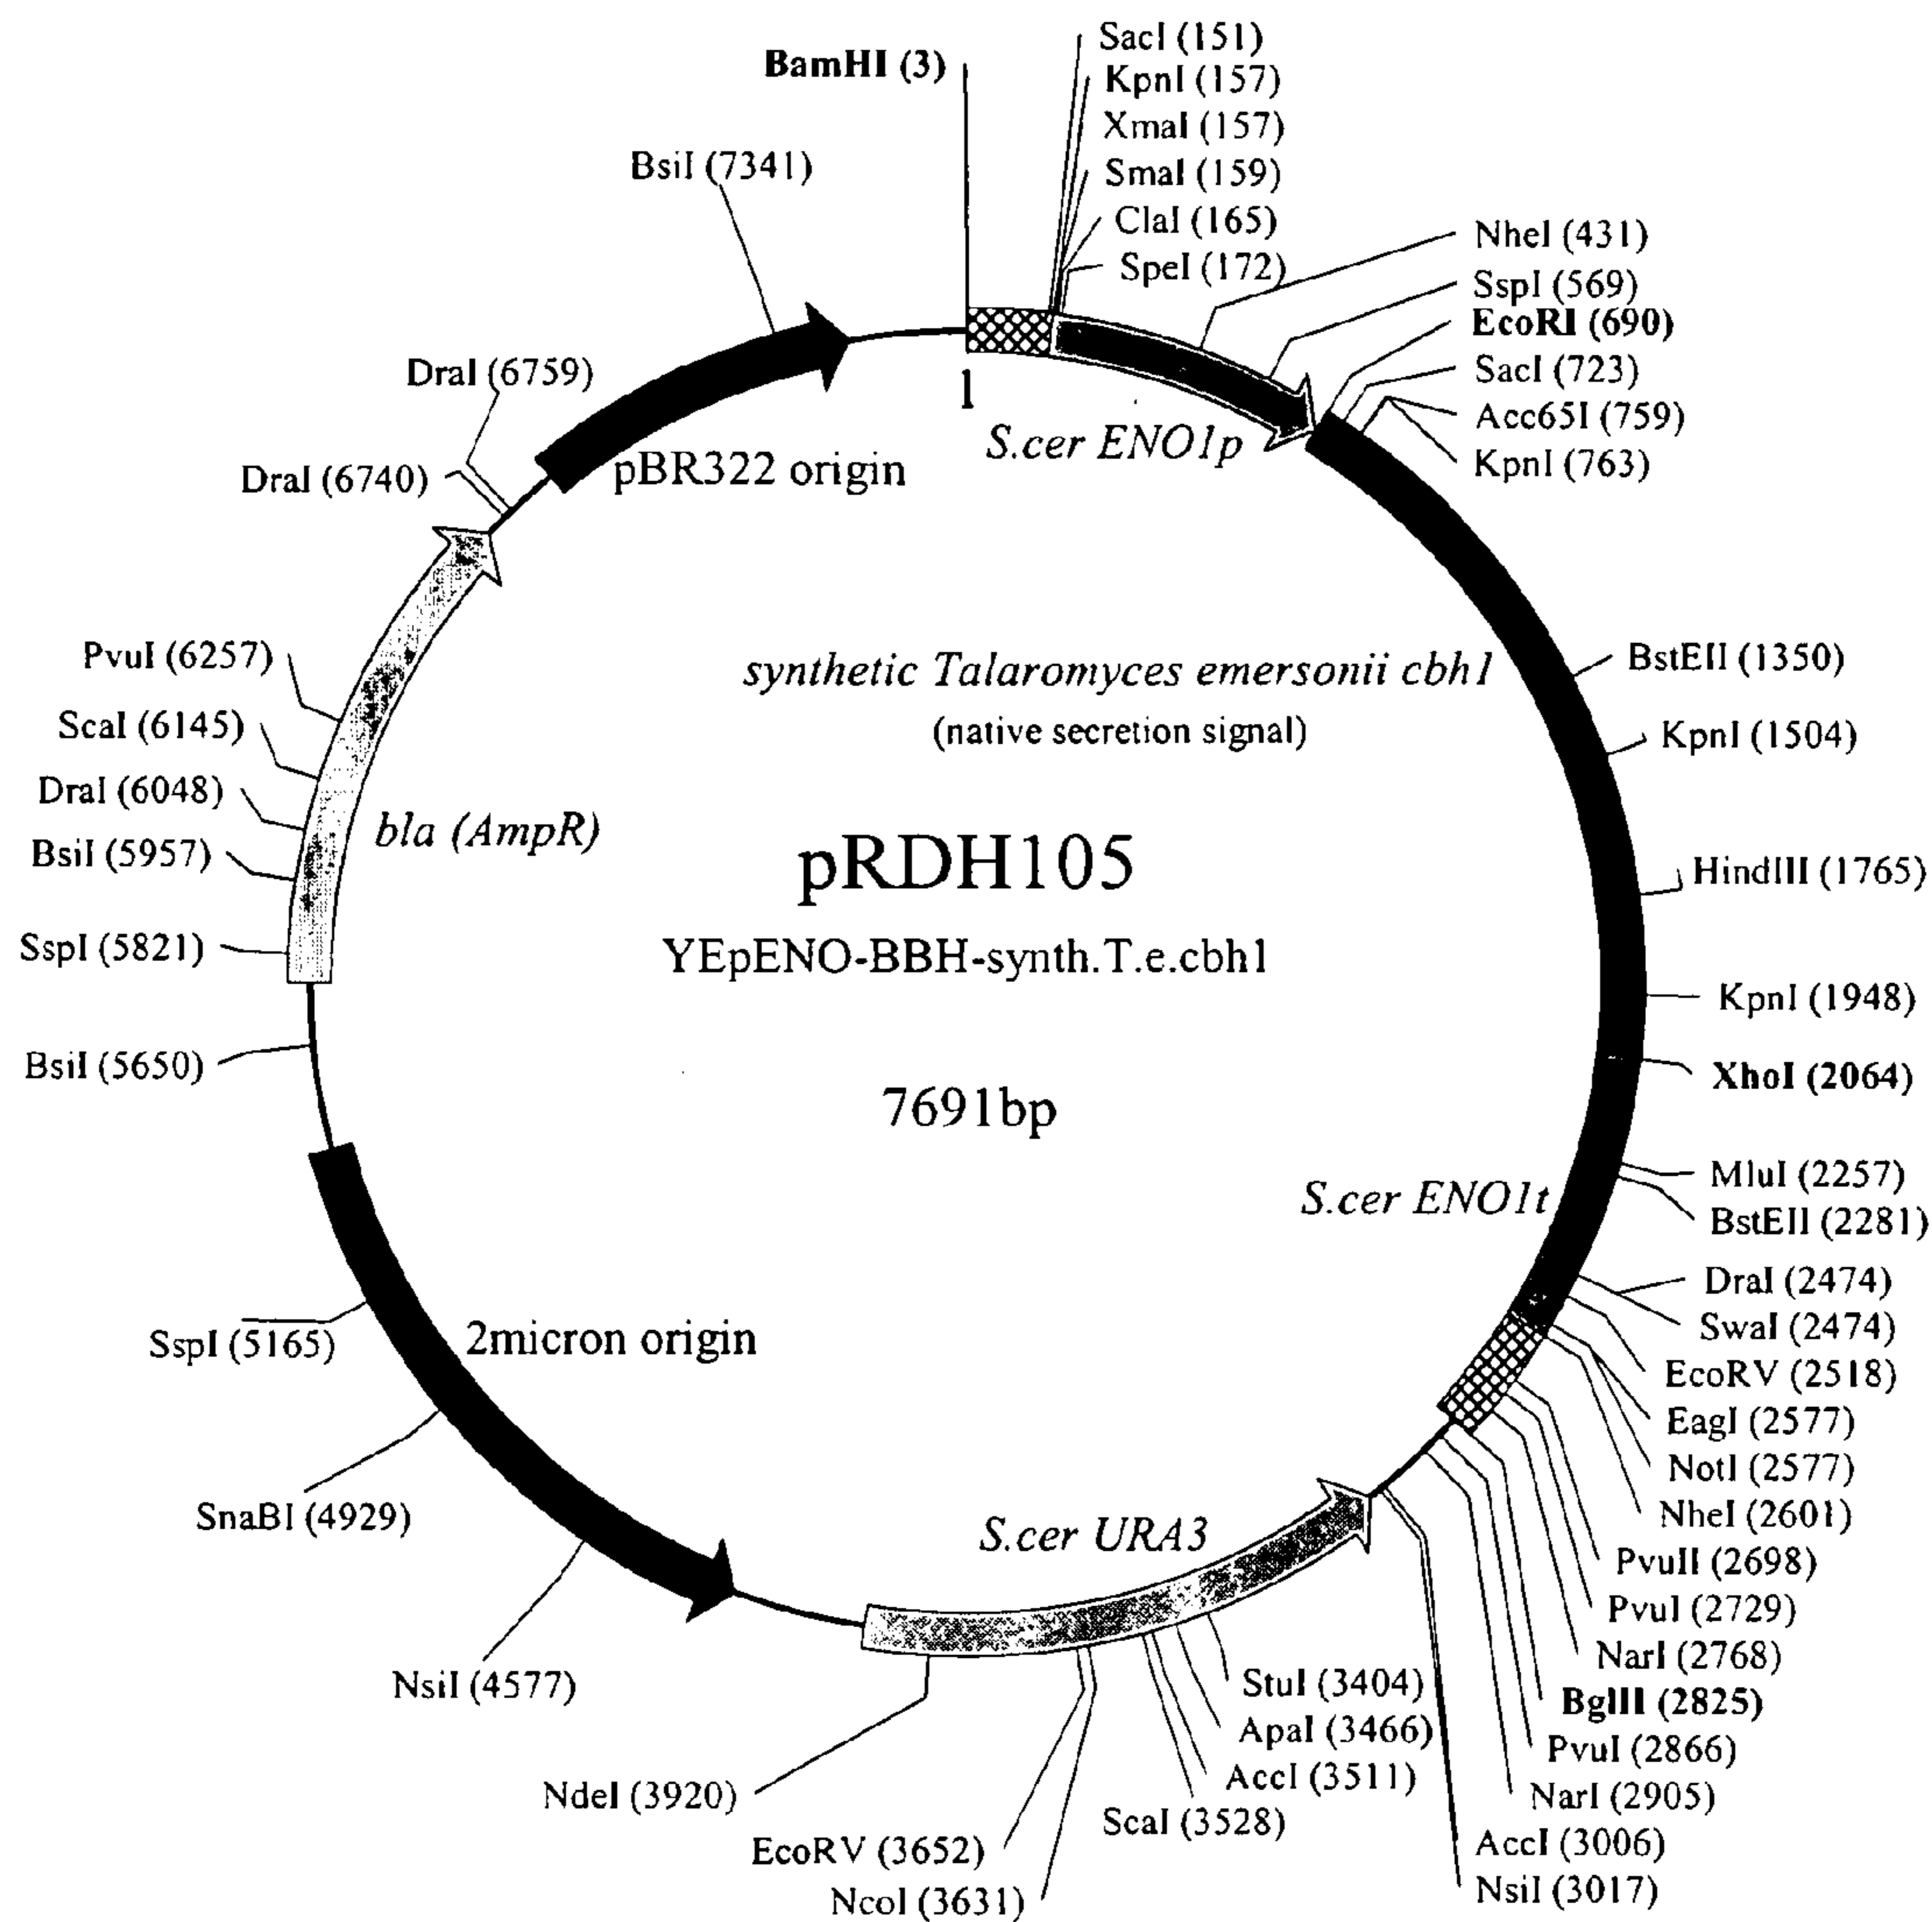 BamHI (3)
SacI (151)
KpnI (157)
XmaI (157)
SmaI (159)
ClaI (165)
SpeI (172)
NheI (431)
SspI (569)
EcoRI (690)
SacI (723)
Acc65I (759)
KpnI (763)
BstEII (1350)
KpnI (1504)
HindIII (1765)
KpnI (1948)
XhoI (2064)
MluI (2257)
BstEII (2281)
DraI (2474)
SwaI (2474)
EcoRV (2518)
EagI (2577)
NotI (2577)
NheI (2601)
PvuII (2698)
PvuI (2729)
NarI (2768)
BglII (2825)
PvuI (2866)
NarI (2905)
AccI (3006)
NsiI (3017)
StuI (3404)
ApaI (3466)
AccI (3511)
ScaI (3528)
NcoI (3631)
EcoRV (3652)
NdeI (3920)
NsiI (4577)
SnaBI (4929)
SspI (5165)
BsiI (5650)
SspI (5821)
BsiI (5957)
DraI (6048)
ScaI (6145)
PvuI (6257)
DraI (6740)
DraI (6759)
BsiI (7341)
1
S.cer ENO1p
pBR322 origin
synthetic Talaromyces emersonii cbh1
(native secretion signal)
bla (AmpR)
pRDH105
YEpENO-BBH-synth.T.e.cbh1
7691bp
S.cer ENO1t
2micron origin
S.cer URA3